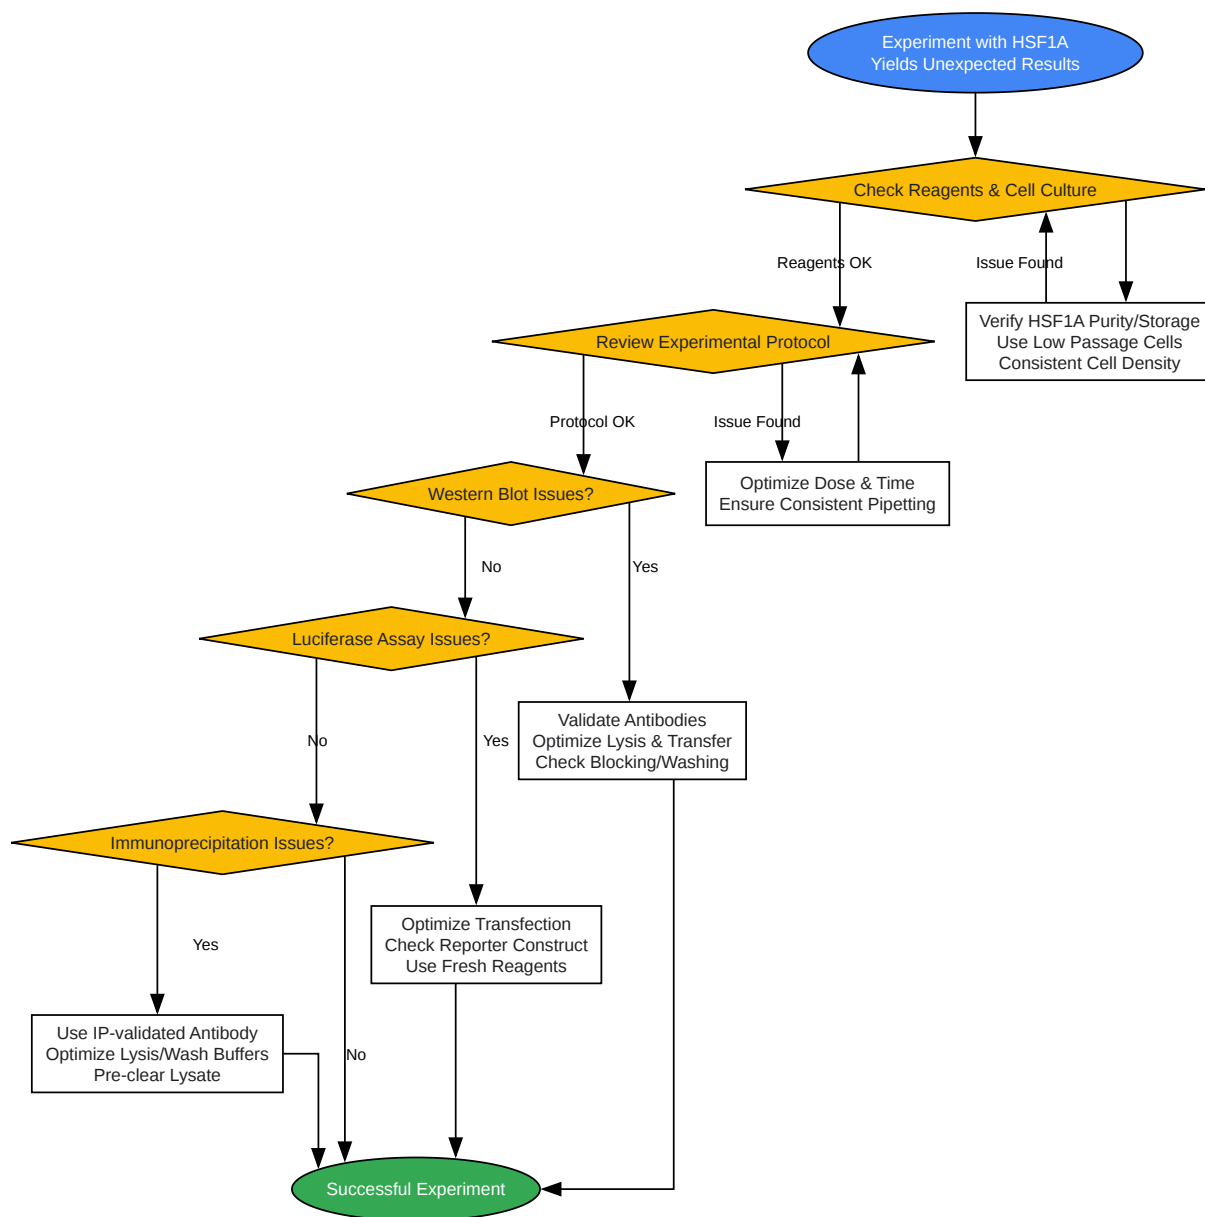 Experiment with HSF1A
Yields Unexpected Results
Check Reagents & Cell Culture
Reagents OK
Issue Found
Verify HSF1A Purity/Storage
Use Low Passage Cells
Consistent Cell Density
Review Experimental Protocol
Protocol OK
Issue Found
Optimize Dose & Time
Ensure Consistent Pipetting
Western Blot Issues?
No
Yes
Luciferase Assay Issues?
No
Yes
Validate Antibodies
Optimize Lysis & Transfer
Check Blocking/Washing
Immunoprecipitation Issues?
Yes
No
Optimize Transfection
Check Reporter Construct
Use Fresh Reagents
Use IP-validated Antibody
Optimize Lysis/Wash Buffers
Pre-clear Lysate
Successful Experiment